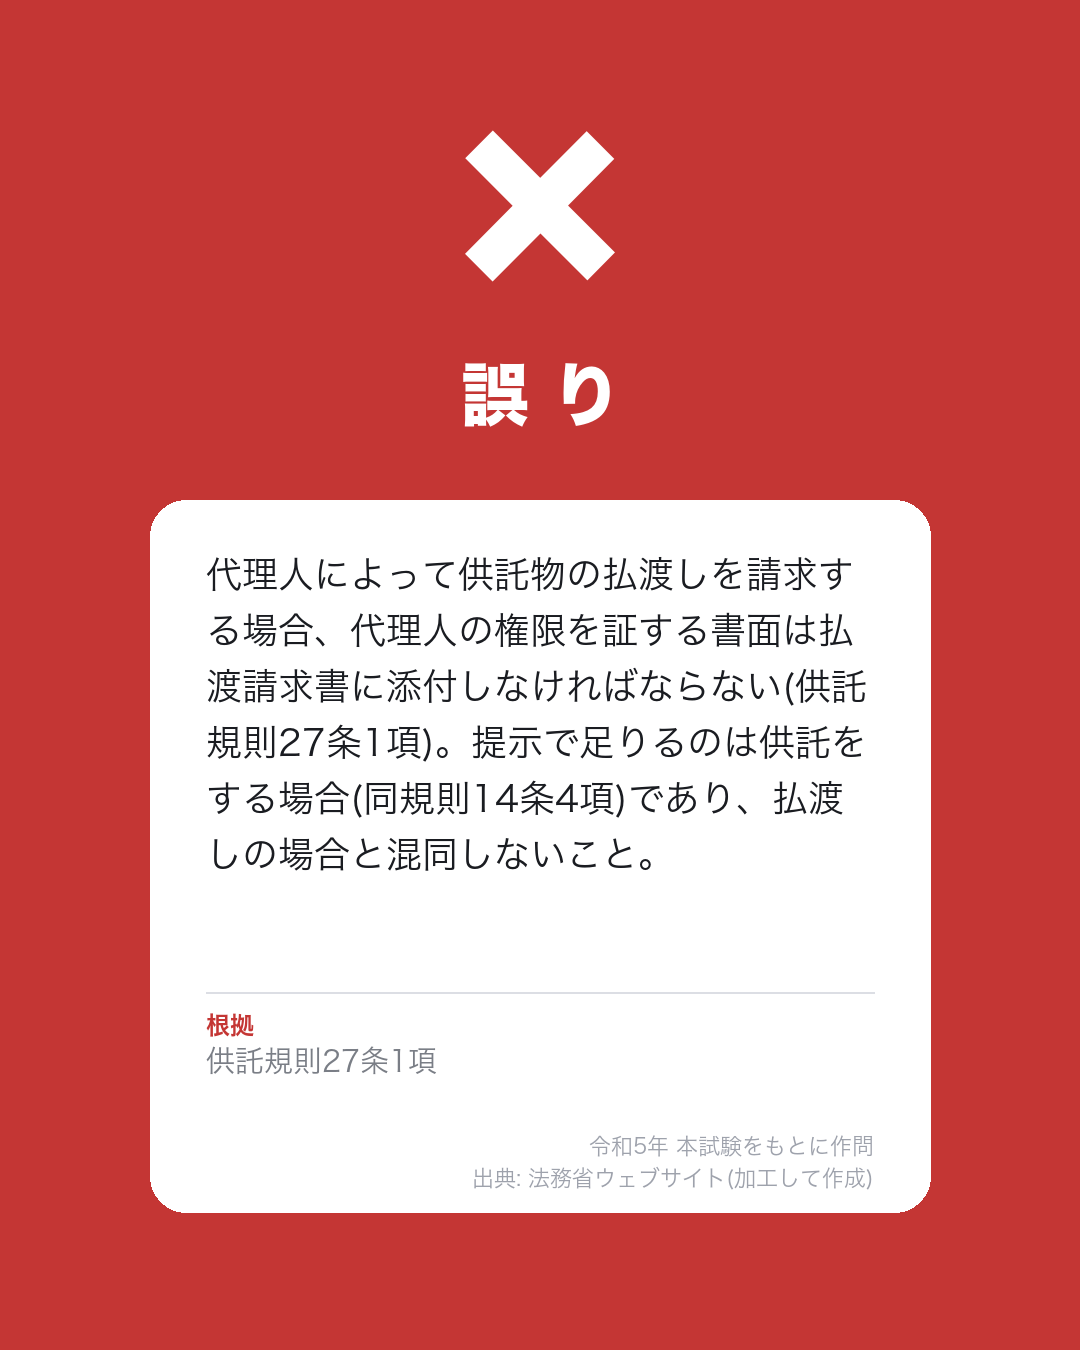 誤り
代理人によって供託物の払渡しを請求す
る場合、代理人の権限を証する書面は払
渡請求書に添付しなければならない(供託
規則27条1項)。提示で足りるのは供託を
する場合(同規則14条4項)であり、払渡
しの場合と混同しないこと。
根拠
供託規則27条1項
令和5年 本試験をもとに作問
出典: 法務省ウェブサイト(加工して作成)